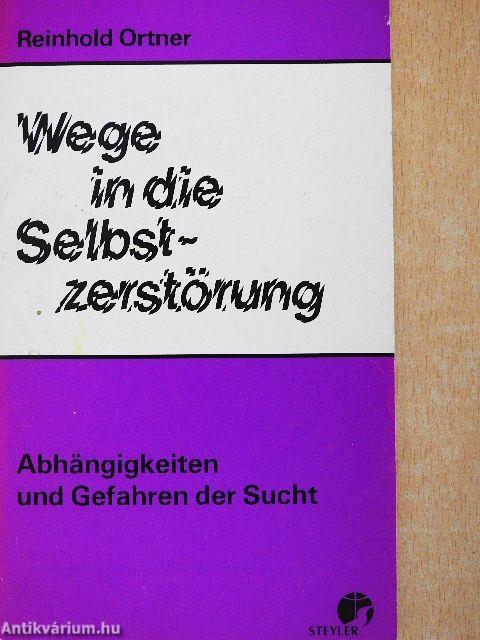 Reinhold Ortner
Wege
in die
Selbst-
zerstörung
Abhängigkeiten
und Gefahren der Sucht
STEYLER
Antikvárium.hu